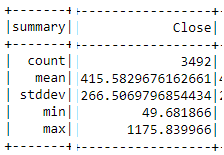 +-------+-----------------+
|summary|            Close|
+-------+-----------------+
|  count|             3492|
|   mean|415.5829676162661|
| stddev|266.5069796854434|
|    min|        49.681866|
|    max|      1175.839966|
+-------+-----------------+